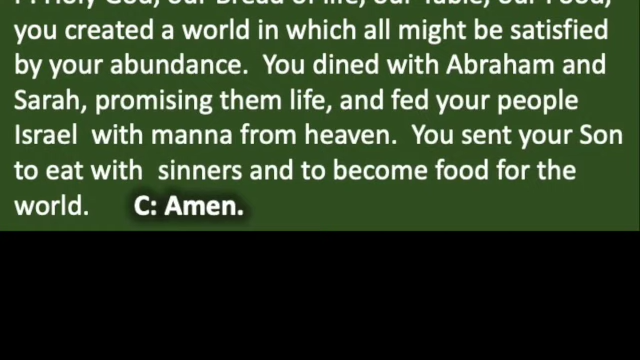 Holy God, our Bread of life, our Table, our Food,
you created a world in which all might be satisfied
by your abundance.  You dined with Abraham and
Sarah, promising them life, and fed your people
Israel  with manna from heaven.  You sent your Son
to eat with  sinners and to become food for the
world.     C: Amen.